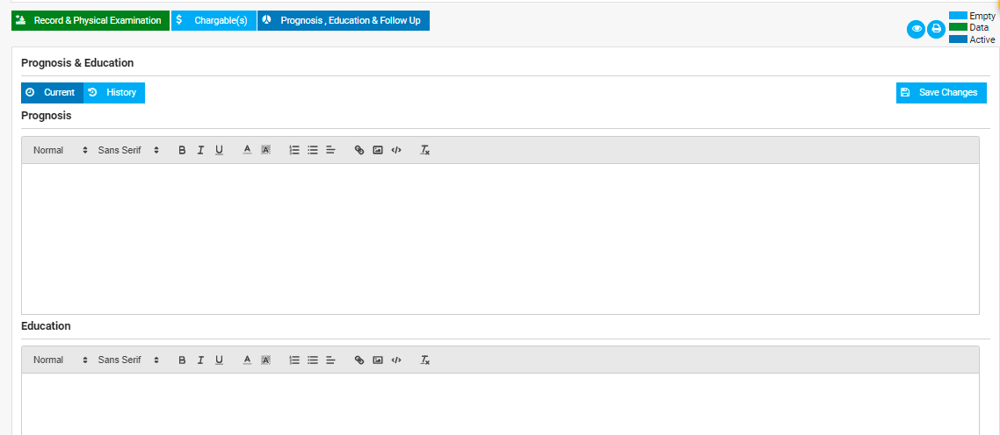 Record & Physical Examination
Chargable(s)
Prognosis , Education & Follow Up
Empty
Data
Active
Prognosis & Education
Current
History
Save Changes
Prognosis
Normal Sans Serif B I U A A
Education
Normal Sans Serif B I U A A